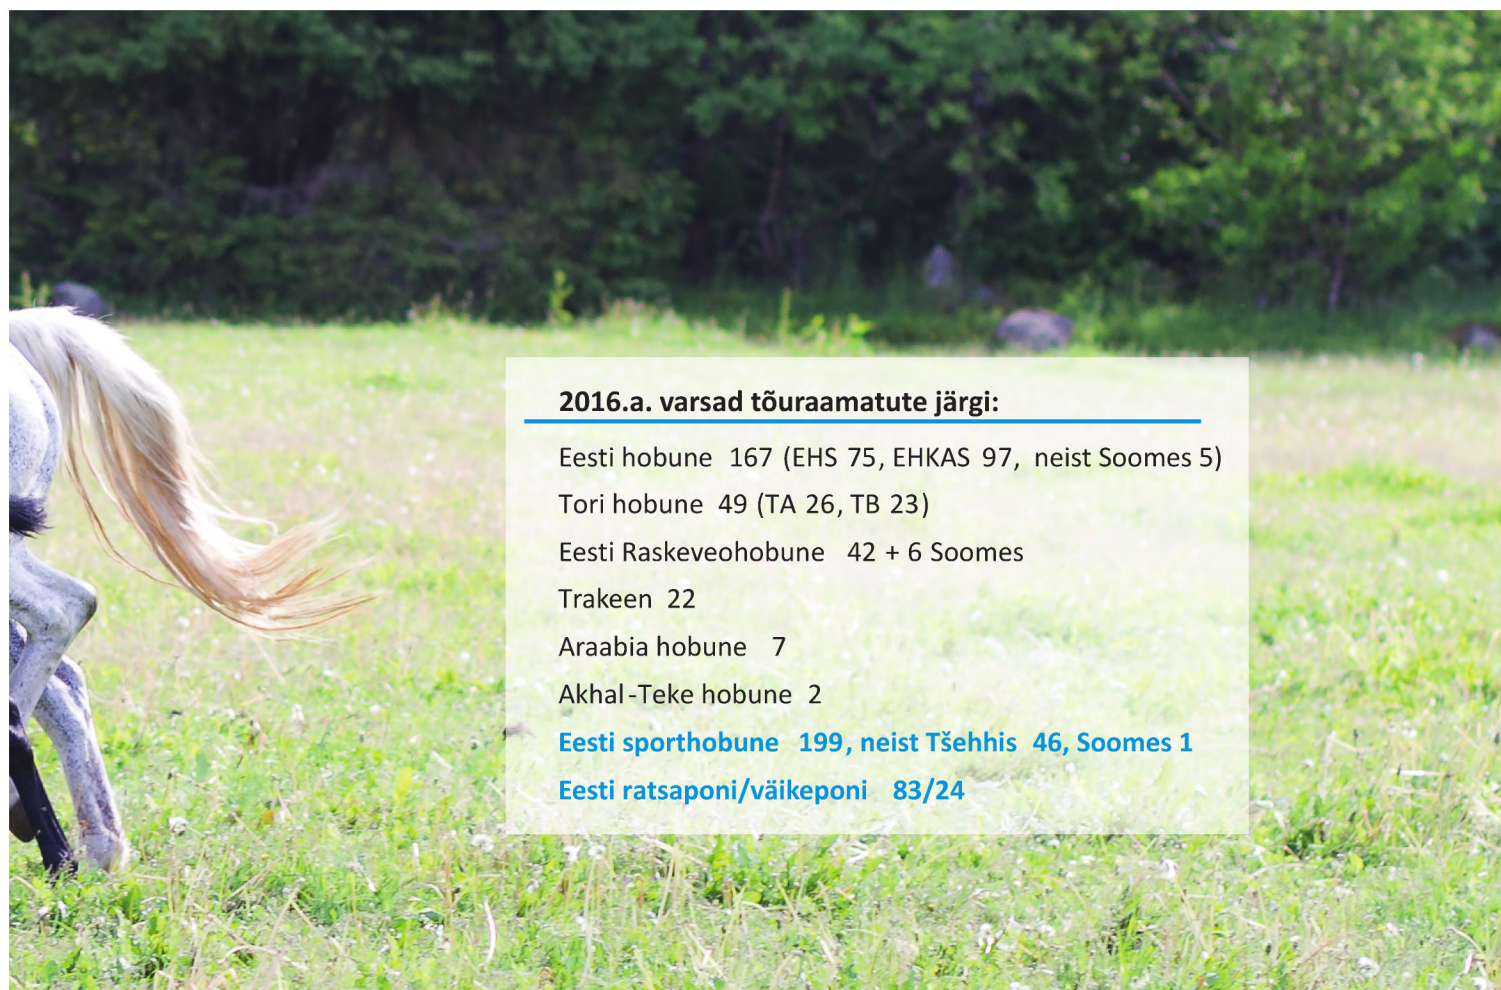 2016.a. varsad tõuraamatute järgi:
Eesti hobune 167 (EHS 75, EHKAS 97, neist Soomes 5)
Tori hobune 49 (TA 26, TB 23)
Eesti Raskeveohobune 42 + 6 Soomes
Trakeen 22
Araabia hobune 7
Akhal-Teke hobune 2
Eesti sporthobune 199, neist Tšehhis 46, Soomes 1
Eesti ratsaponi/väikeponi 83/24